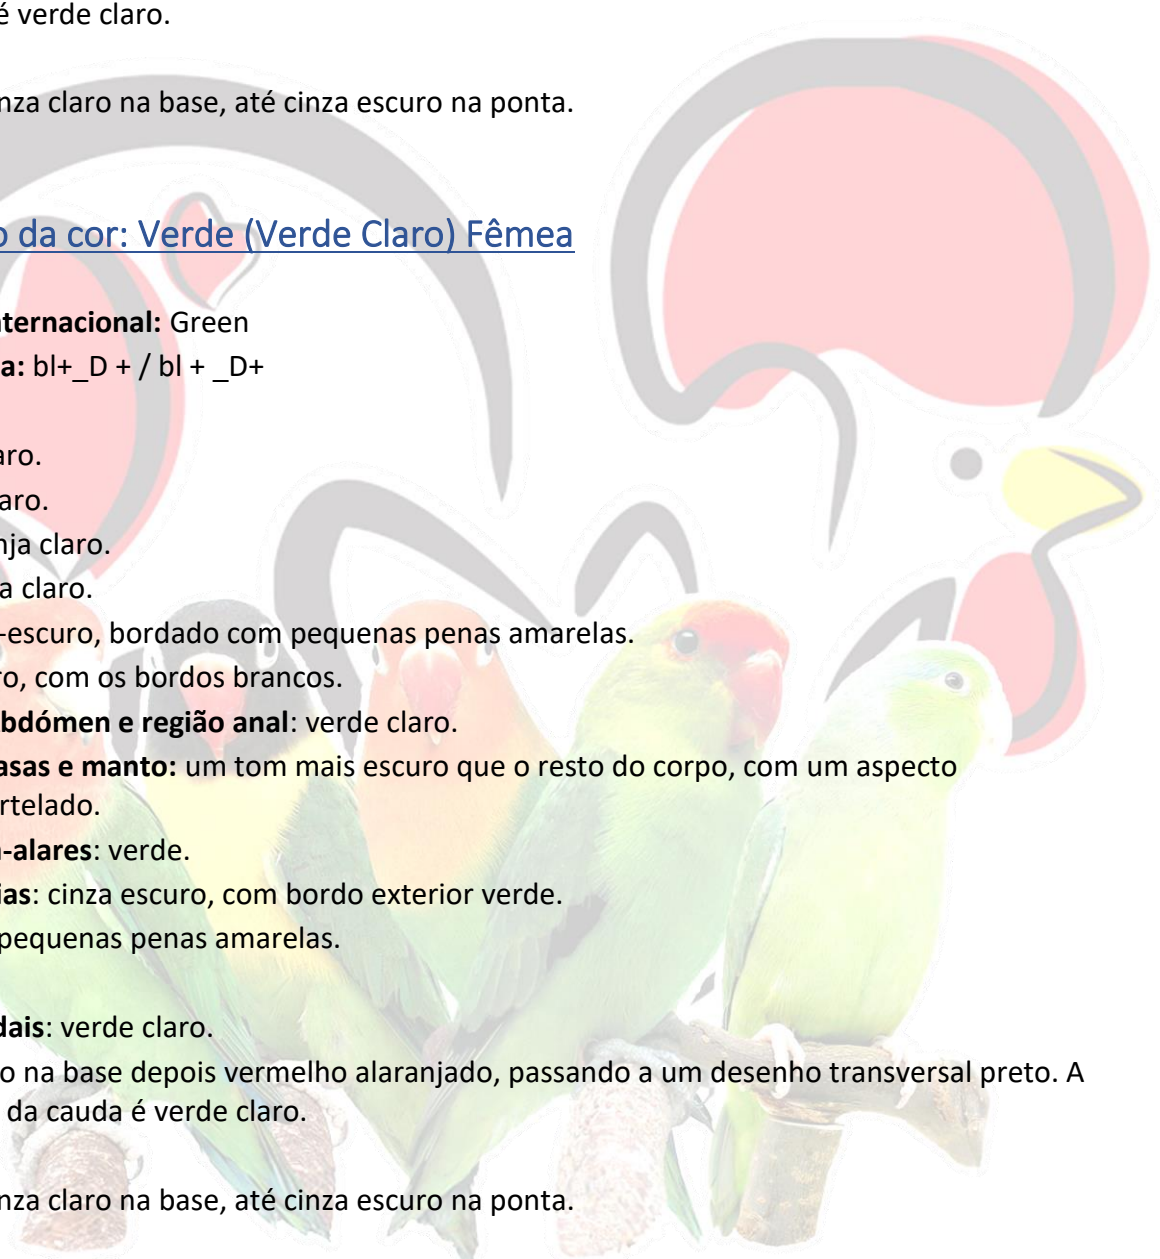 é verde claro.
nza claro na base, até cinza escuro na ponta.
o da cor: Verde (Verde Claro) Fêmea
nternacional: Green
a: bl+_D + / bl + _D+
aro.
laro.
nja claro.
a claro.
-escuro, bordado com pequenas penas amarelas.
ro, com os bordos brancos.
bdómen e região anal: verde claro.
asas e manto: um tom mais escuro que o resto do corpo, com um aspecto
rtelado.
-alares: verde.
ias: cinza escuro, com bordo exterior verde.
pequenas penas amarelas.
dais: verde claro.
o na base depois vermelho alaranjado, passando a um desenho transversal preto. A
da cauda é verde claro.
nza claro na base, até cinza escuro na ponta.